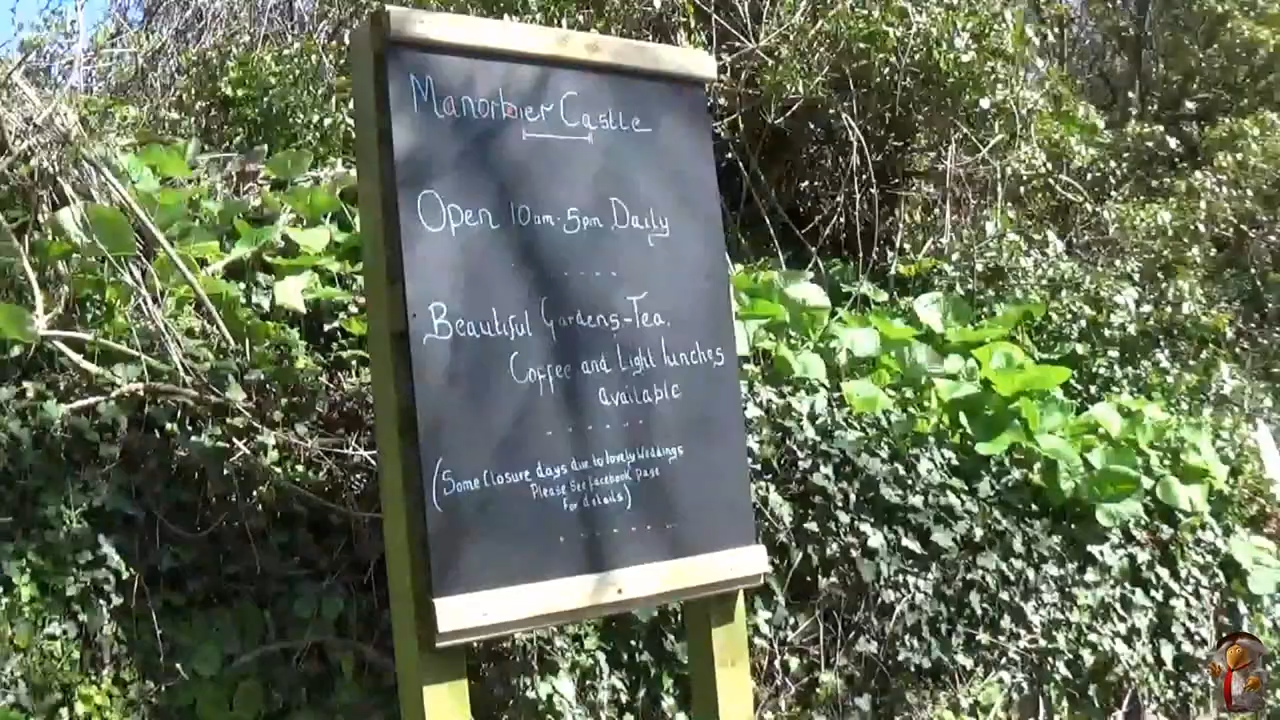 Manorbier Castle
Open 10am-5pm Daily
Beautiful Gardens-Tea,
Coffee and Light lunches
available
(Some Closure days due to lovely Weddings
Please See facebook page
For details)